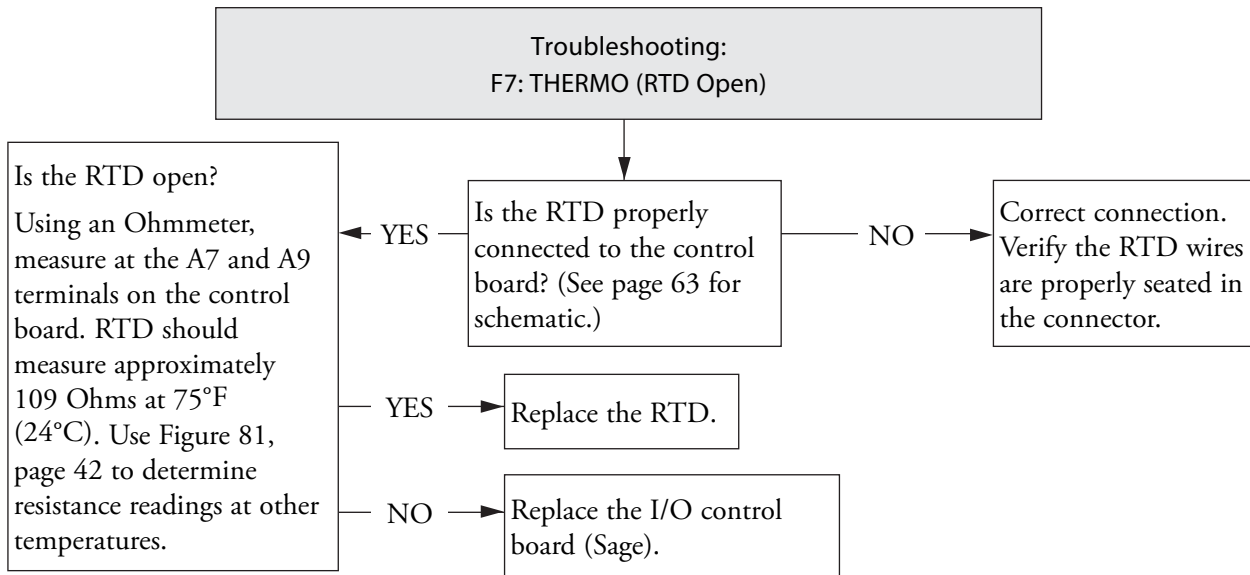 Troubleshooting:
F7: THERMO (RTD Open)
Is the RTD properly
connected to the control
board? (See page 63 for
schematic.)
NO
Correct connection.
Verify the RTD wires
are properly seated in
the connector.
YES
Is the RTD open?
Using an Ohmmeter,
measure at the A7 and A9
terminals on the control
board. RTD should
measure approximately
109 Ohms at 75°F
(24°C). Use Figure 81,
page 42 to determine
resistance readings at other
temperatures.
YES
Replace the RTD.
NO
Replace the I/O control
board (Sage).